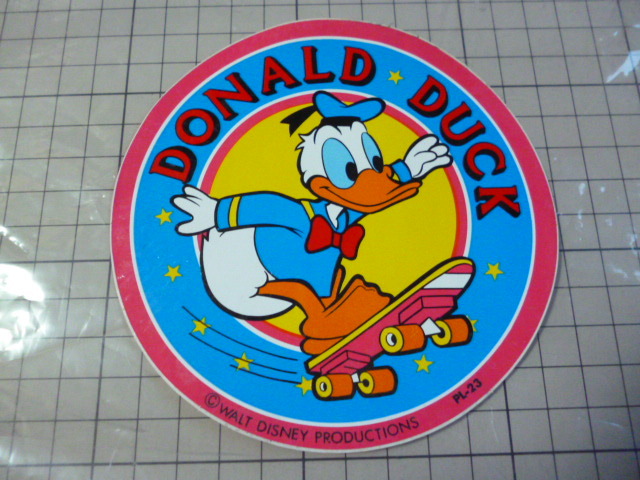 DONALD DUCK
©WALT DISNEY PRODUCTIONS
PL-23